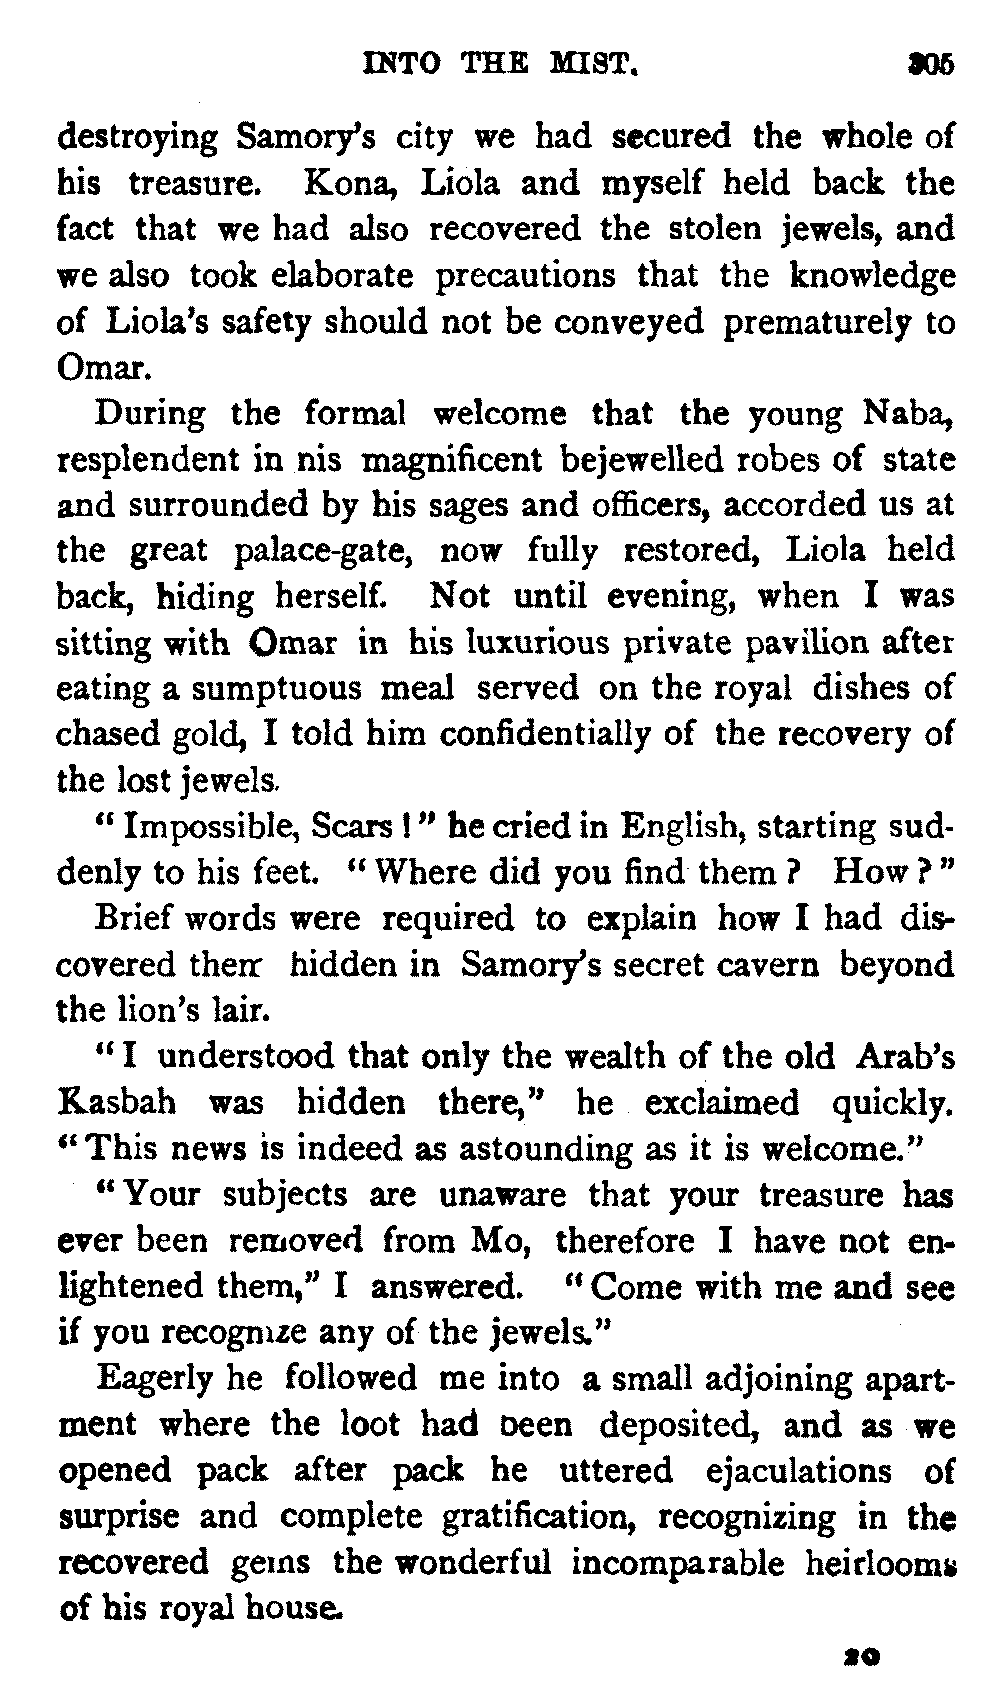 INTO THE MIST. 305
destroying Samory's city we had secured the whole of
his treasure. Kona, Liola and myself held back the
fact that we had also recovered the stolen jewels, and
we also took elaborate precautions that the knowledge
of Liola's safety should not be conveyed prematurely to
Omar.
During the formal welcome that the young Naba,
resplendent in nis magnificent bejewelled robes of state
and surrounded by his sages and officers, accorded us at
the great palace-gate, now fully restored, Liola held
back, hiding herself. Not until evening, when I was
sitting with Omar in his luxurious private pavilion after
eating a sumptuous meal served on the royal dishes of
chased gold, I told him confidentially of the recovery of
the lost jewels.
"Impossible, Scars!" he cried in English, starting sud-
denly to his feet. "Where did you find them? How?"
Brief words were required to explain how I had dis-
covered them hidden in Samory's secret cavern beyond
the lion's lair.
"I understood that only the wealth of the old Arab's
Kasbah was hidden there," he exclaimed quickly.
"This news is indeed as astounding as it is welcome."
"Your subjects are unaware that your treasure has
ever been removed from Mo, therefore I have not en-
lightened them," I answered. "Come with me and see
if you recognize any of the jewels."
Eagerly he followed me into a small adjoining apart-
ment where the loot had been deposited, and as we
opened pack after pack he uttered ejaculations of
surprise and complete gratification, recognizing in the
recovered gems the wonderful incomparable heirlooms
of his royal house.
20